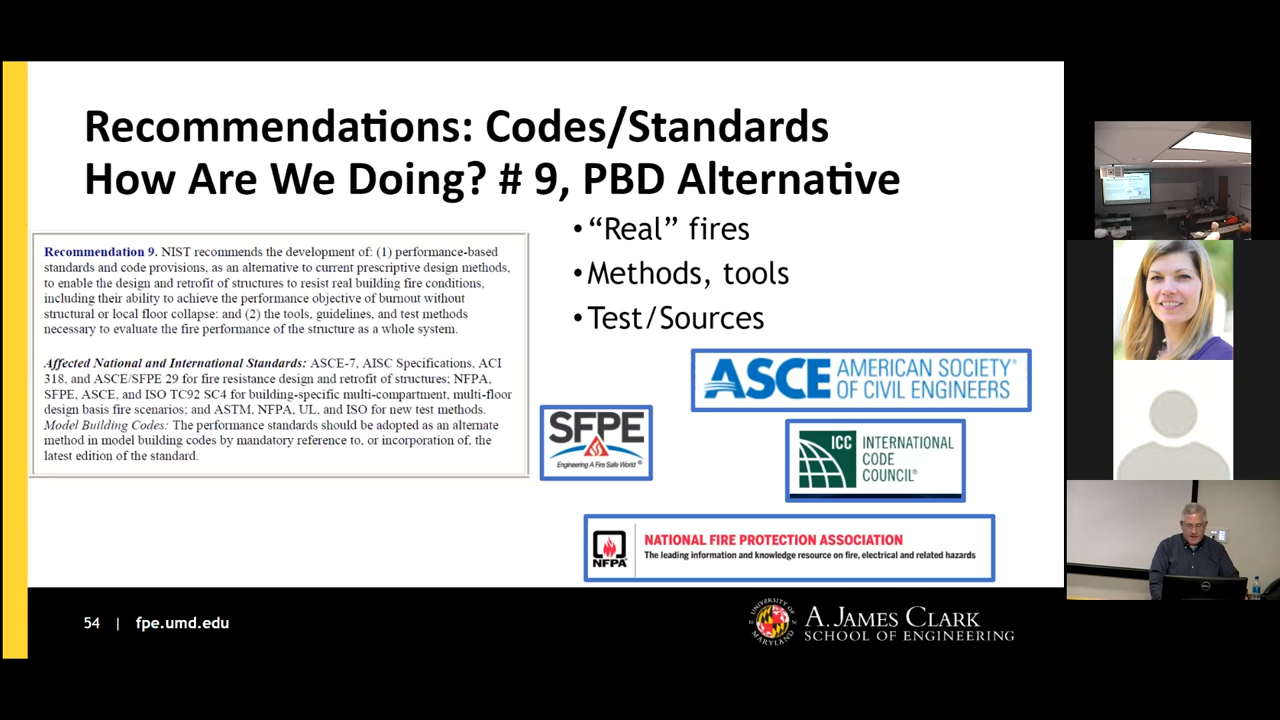 Recommendations: Codes/Standards
How Are We Doing? # 9, PBD Alternative
Recommendation 9. NIST recommends the development of: (1) performance-based
standards and code provisions, as an alternative to current prescriptive design methods,
to enable the design and retrofit of structures to resist real building fire conditions,
including their ability to achieve the performance objective of burnout without
structural or local floor collapse: and (2) the tools, guidelines, and test methods
necessary to evaluate the fire performance of the structure as a whole system.
Affected National and International Standards: ASCE-7, AISC Specifications, ACI
318, and ASCE/SFPE 29 for fire resistance design and retrofit of structures; NFPA,
SFPE, ASCE, and ISO TC92 SC4 for building-specific multi-compartment, multi-floor
design basis fire scenarios; and ASTM, NFPA, UL, and ISO for new test methods.
Model Building Codes: The performance standards should be adopted as an alternate
method in model building codes by mandatory reference to, or incorporation of, the
latest edition of the standard.
•“Real” fires
•Methods, tools
•Test/Sources
ASCE AMERICAN SOCIETY
OF CIVIL ENGINEERS
SFPE
Engineering A Fire Safe World®
ICC INTERNATIONAL
CODE
COUNCIL®
NFPA
NATIONAL FIRE PROTECTION ASSOCIATION
The leading information and knowledge resource on fire, electrical and related hazards
54 | fpe.umd.edu
UNIVERSITY OF
MARYLAND
A. JAMES CLARK
SCHOOL OF ENGINEERING